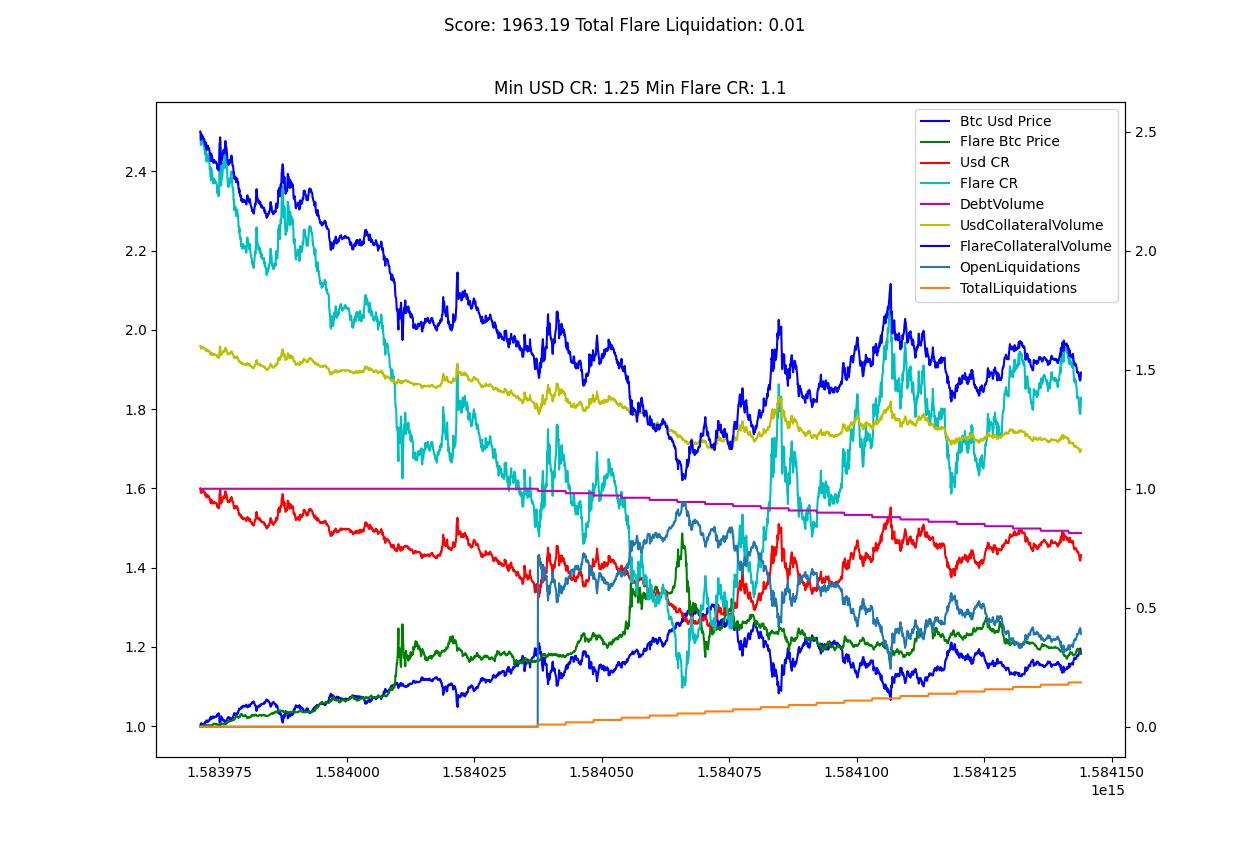 Score: 1963.19 Total Flare Liquidation: 0.01
Min USD CR: 1.25 Min Flare CR: 1.1
Btc Usd Price
Flare Btc Price
Usd CR
Flare CR
DebtVolume
UsdCollateralVolume
FlareCollateralVolume
OpenLiquidations
TotalLiquidations
2.4
2.2
2.0
1.8
1.6
1.4
1.2
1.0
2.5
2.0
1.5
1.0
0.5
0.0
1.583975 1.584000 1.584025 1.584050 1.584075 1.584100 1.584125 1.584150
1e15